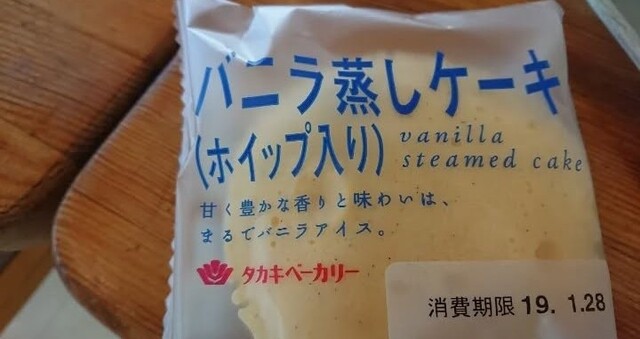 バニラ蒸しケーキ
(ホイップ入り)
vanilla
steamed cake
甘く豊かな香りと味わいは、
まるでバニラアイス。
タカキベーカリー
消費期限 19. 1.28